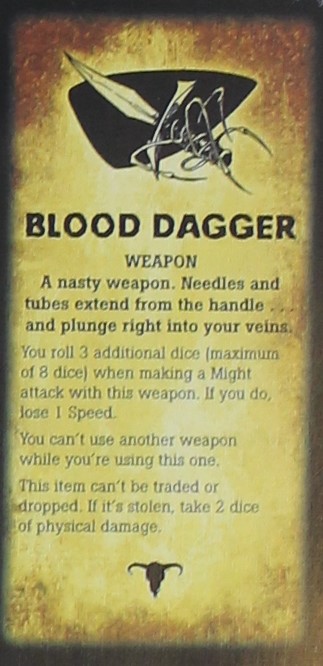 BLOOD DAGGER
WEAPON
A nasty weapon. Needles and
tubes extend from the handle . . .
and plunge right into your veins.
You roll 3 additional dice (maximum
of 8 dice) when making a Might
attack with this weapon. If you do,
lose 1 Speed.
You can't use another weapon
while you're using this one.
This item can't be traded or
dropped. If it's stolen, take 2 dice
of physical damage.